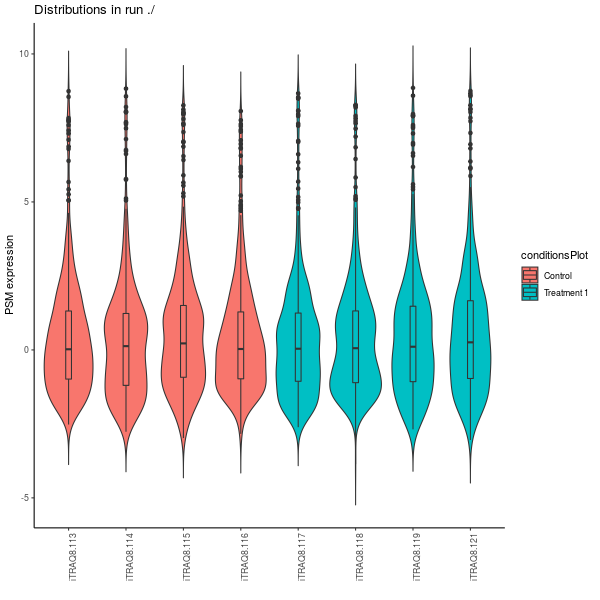 Distributions in run ./
10
5
0
-5
PSM expression
iTRAQ8.113
iTRAQ8.114
iTRAQ8.115
iTRAQ8.116
iTRAQ8.117
iTRAQ8.118
iTRAQ8.119
iTRAQ8.121
conditionsPlot
Control
Treatment 1